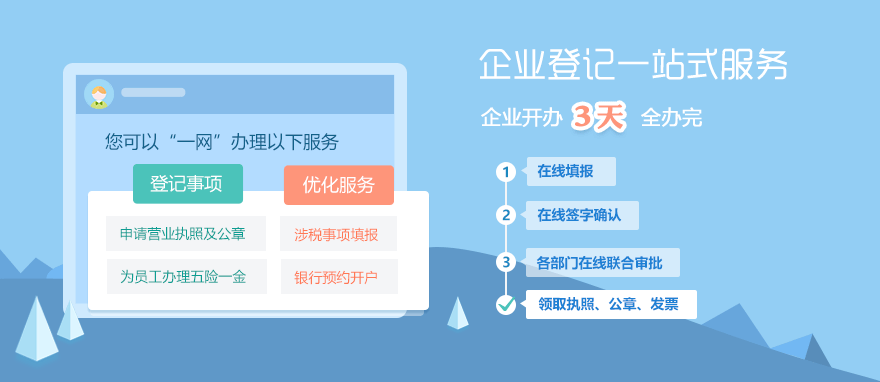 企业登记一站式服务
企业开办 3天 全办完
您可以“一网”办理以下服务
登记事项 优化服务
申请营业执照及公章 涉税事项填报
为员工办理五险一金 银行预约开户
1 在线填报
2 在线签字确认
3 各部门在线联合审批
领取执照、公章、发票